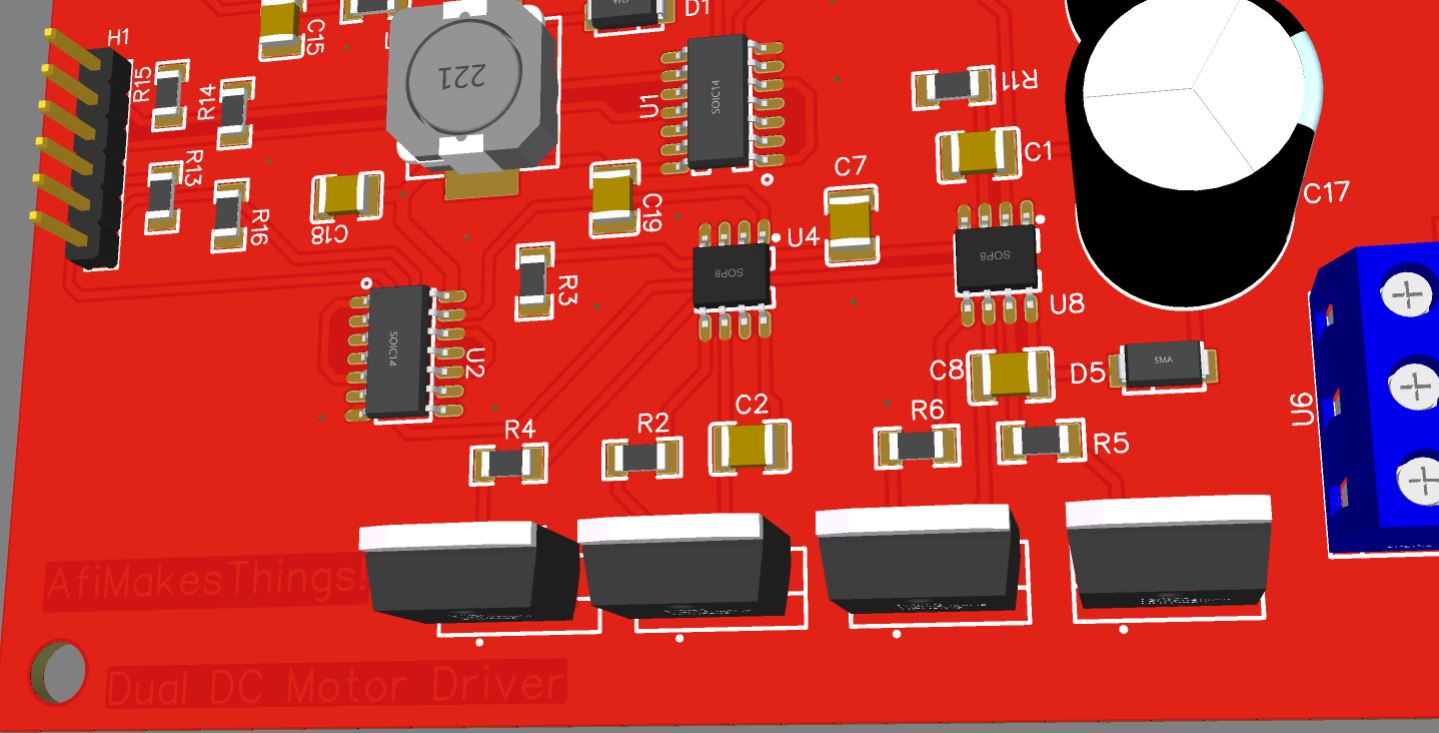 D1
H1
C15
R15
R14
221
U1
SOIC14
R11
C1
C7
R13
R16
C18
C19
C17
U4
SOP8
SOP8
U8
R3
SOIC14
U2
C8
D5
SMA
U6
R4
R2
C2
R6
R5
AfiMakesThings!
Dual DC Motor Driver